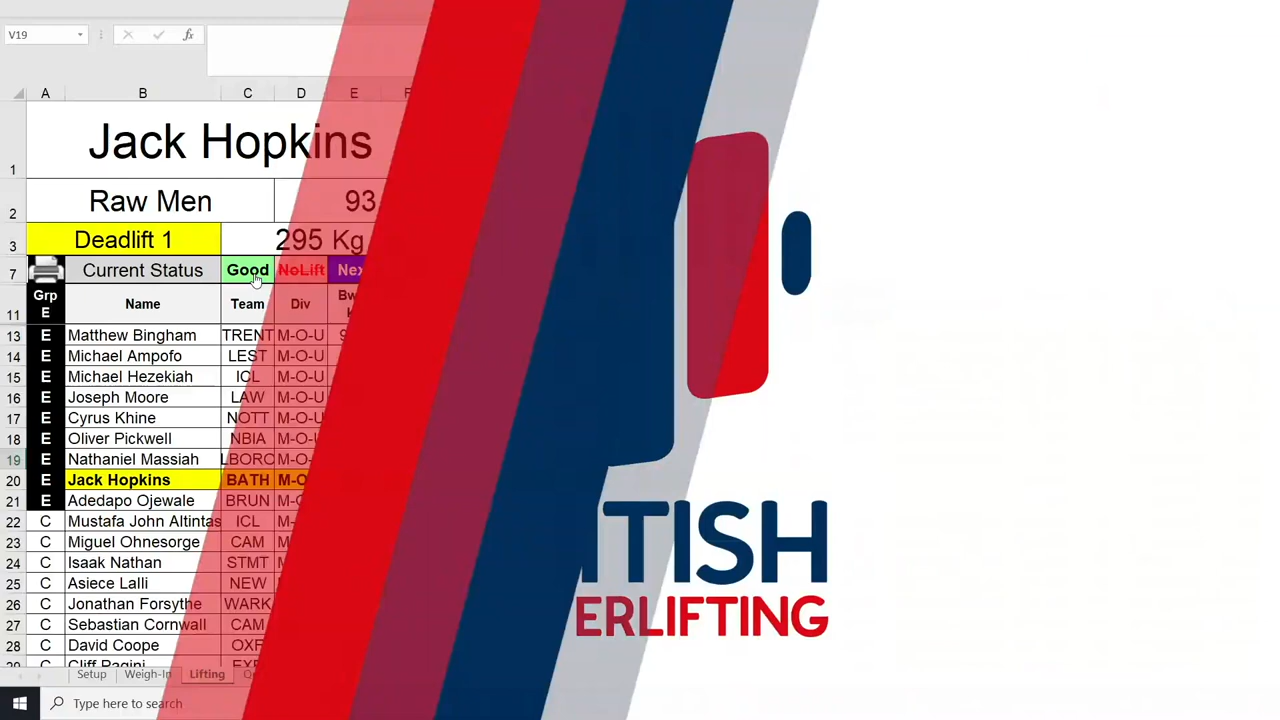 V19
fx
A B C D E
1 Jack Hopkins
2 Raw Men 93
3 Deadlift 1 295 Kg
7 Current Status Good NoLift
11 Grp E Name Team Div
13 E Matthew Bingham TRENT M-O-U
14 E Michael Ampofo LEST M-O-U
15 E Michael Hezekiah ICL M-O-U
16 E Joseph Moore LAW M-O-U
17 E Cyrus Khine NOTT M-O-U
18 E Oliver Pickwell NBIA M-O-
19 E Nathaniel Massiah LBORO M-O-
20 E Jack Hopkins BATH M-O
21 E Adedapo Ojewale BRUN M-O
22 C Mustafa John Altintas ICL M-
23 C Miguel Ohnesorge CAM M
24 C Isaak Nathan STMT M
25 C Asiece Lalli NEW M
26 C Jonathan Forsythe WARK
27 C Sebastian Cornwall CAM
28 C David Coope OXF
Setup Weigh-In Lifting
Type here to search
ITISH
ERLIFTING